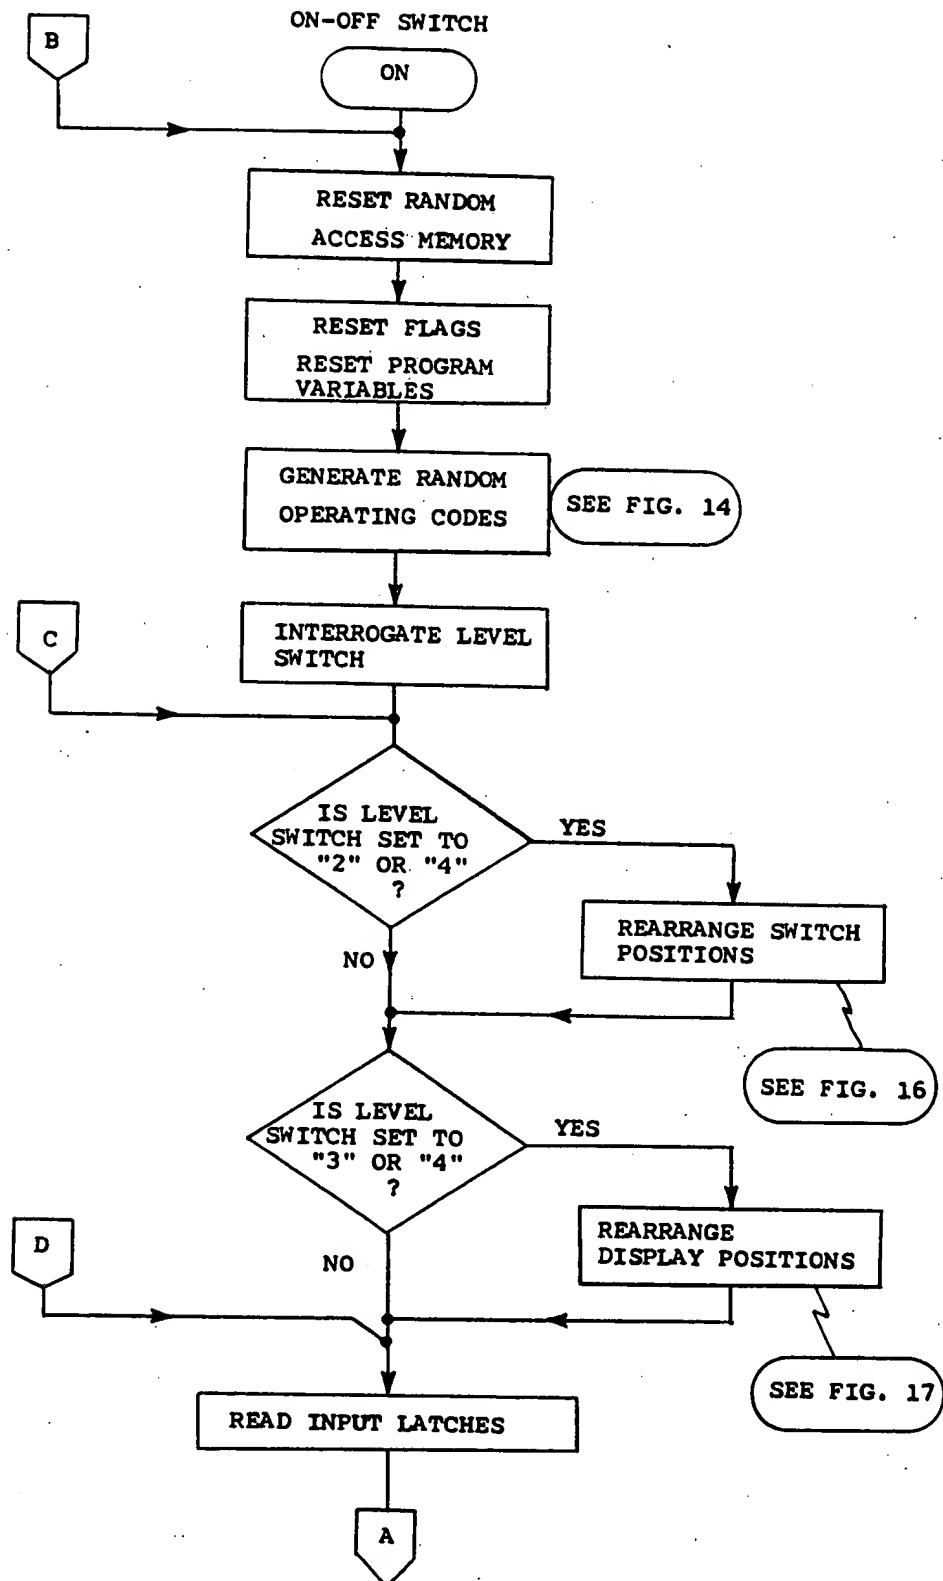 ON-OFF SWITCH
B
ON
RESET RANDOM
ACCESS MEMORY
RESET FLAGS
RESET PROGRAM
VARIABLES
GENERATE RANDOM
OPERATING CODES
SEE FIG. 14
C
INTERROGATE LEVEL
SWITCH
IS LEVEL
SWITCH SET TO
"2" OR "4"
?
YES
NO
REARRANGE SWITCH
POSITIONS
SEE FIG. 16
IS LEVEL
SWITCH SET TO
"3" OR "4"
?
YES
NO
REARRANGE
DISPLAY POSITIONS
D
SEE FIG. 17
READ INPUT LATCHES
A